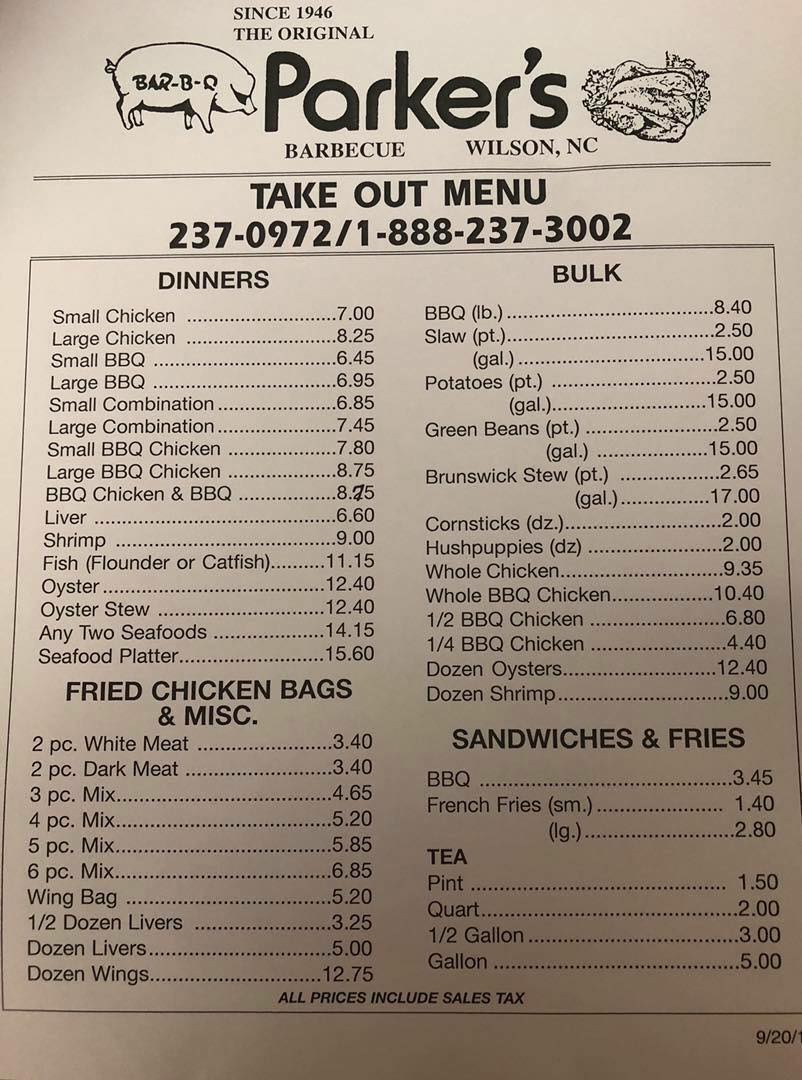 SINCE 1946
THE ORIGINAL
BAR-B-Q
Parker's
BARBECUE WILSON, NC
TAKE OUT MENU
237-0972/1-888-237-3002
DINNERS
Small Chicken ..........................7.00
Large Chicken ..........................8.25
Small BBQ ................................6.45
Large BBQ ................................6.95
Small Combination.....................6.85
Large Combination.....................7.45
Small BBQ Chicken ...................7.80
Large BBQ Chicken ...................8.75
BBQ Chicken & BBQ .................8.75
Liver ..........................................6.60
Shrimp ......................................9.00
Fish (Flounder or Catfish).........11.15
Oyster.......................................12.40
Oyster Stew .............................12.40
Any Two Seafoods ...................14.15
Seafood Platter.........................15.60
FRIED CHICKEN BAGS
& MISC.
2 pc. White Meat .......................3.40
2 pc. Dark Meat .........................3.40
3 pc. Mix.....................................4.65
4 pc. Mix.....................................5.20
5 pc. Mix.....................................5.85
6 pc. Mix.....................................6.85
Wing Bag ...................................5.20
1/2 Dozen Livers .......................3.25
Dozen Livers...............................5.00
Dozen Wings.............................12.75
BULK
BBQ (lb.)....................................8.40
Slaw (pt.)....................................2.50
(gal.)................................15.00
Potatoes (pt.) ............................2.50
(gal.)...........................15.00
Green Beans (pt.) ......................2.50
(gal.) ...................15.00
Brunswick Stew (pt.) .................2.65
(gal.)...............17.00
Cornsticks (dz.)..........................2.00
Hushpuppies (dz) ......................2.00
Whole Chicken...........................9.35
Whole BBQ Chicken.................10.40
1/2 BBQ Chicken .......................6.80
1/4 BBQ Chicken .......................4.40
Dozen Oysters..........................12.40
Dozen Shrimp.............................9.00
SANDWICHES & FRIES
BBQ ...........................................3.45
French Fries (sm.)...................... 1.40
(lg.)..........................2.80
TEA
Pint ............................................ 1.50
Quart...........................................2.00
1/2 Gallon....................................3.00
Gallon .........................................5.00
ALL PRICES INCLUDE SALES TAX